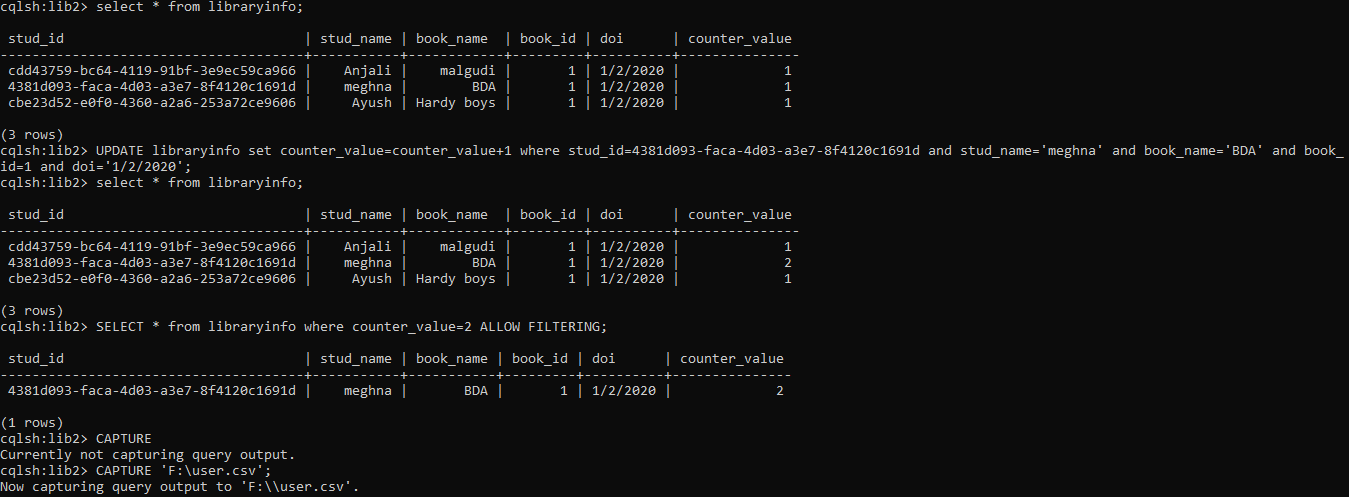 cqlsh:lib2> select * from libraryinfo;
 stud_id                              | stud_name | book_name  | book_id | doi      | counter_value
--------------------------------------+-----------+------------+---------+----------+---------------
 cdd43759-bc64-4119-91bf-3e9ec59ca966 |    Anjali |    malgudi |       1 | 1/2/2020 |             1
 4381d093-faca-4d03-a3e7-8f4120c1691d |    meghna |        BDA |       1 | 1/2/2020 |             1
 cbe23d52-e0f0-4360-a2a6-253a72ce9606 |     Ayush | Hardy boys |       1 | 1/2/2020 |             1
(3 rows)
cqlsh:lib2> UPDATE libraryinfo set counter_value=counter_value+1 where stud_id=4381d093-faca-4d03-a3e7-8f4120c1691d and stud_name='meghna' and book_name='BDA' and book_
id=1 and doi='1/2/2020';
cqlsh:lib2> select * from libraryinfo;
 stud_id                              | stud_name | book_name  | book_id | doi      | counter_value
--------------------------------------+-----------+------------+---------+----------+---------------
 cdd43759-bc64-4119-91bf-3e9ec59ca966 |    Anjali |    malgudi |       1 | 1/2/2020 |             1
 4381d093-faca-4d03-a3e7-8f4120c1691d |    meghna |        BDA |       1 | 1/2/2020 |             2
 cbe23d52-e0f0-4360-a2a6-253a72ce9606 |     Ayush | Hardy boys |       1 | 1/2/2020 |             1
(3 rows)
cqlsh:lib2> SELECT * from libraryinfo where counter_value=2 ALLOW FILTERING;
 stud_id                              | stud_name | book_name | book_id | doi      | counter_value
--------------------------------------+-----------+-----------+---------+----------+---------------
 4381d093-faca-4d03-a3e7-8f4120c1691d |    meghna |       BDA |       1 | 1/2/2020 |             2
(1 rows)
cqlsh:lib2> CAPTURE
Currently not capturing query output.
cqlsh:lib2> CAPTURE 'F:\user.csv';
Now capturing query output to 'F:\\user.csv'.